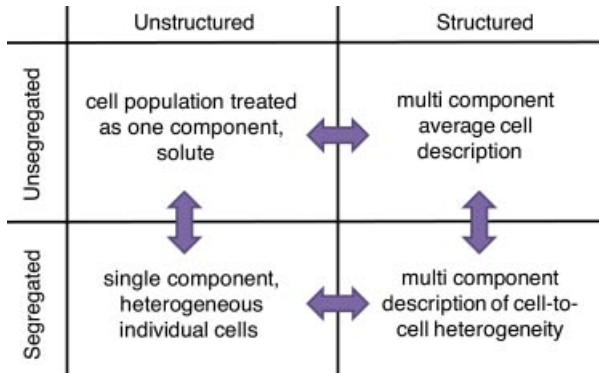 Unstructured
Structured
Unsegregated
cell population treated
as one component,
solute
multi component
average cell
description
Segregated
single component,
heterogeneous
individual cells
multi component
description of cell-to-
cell heterogeneity